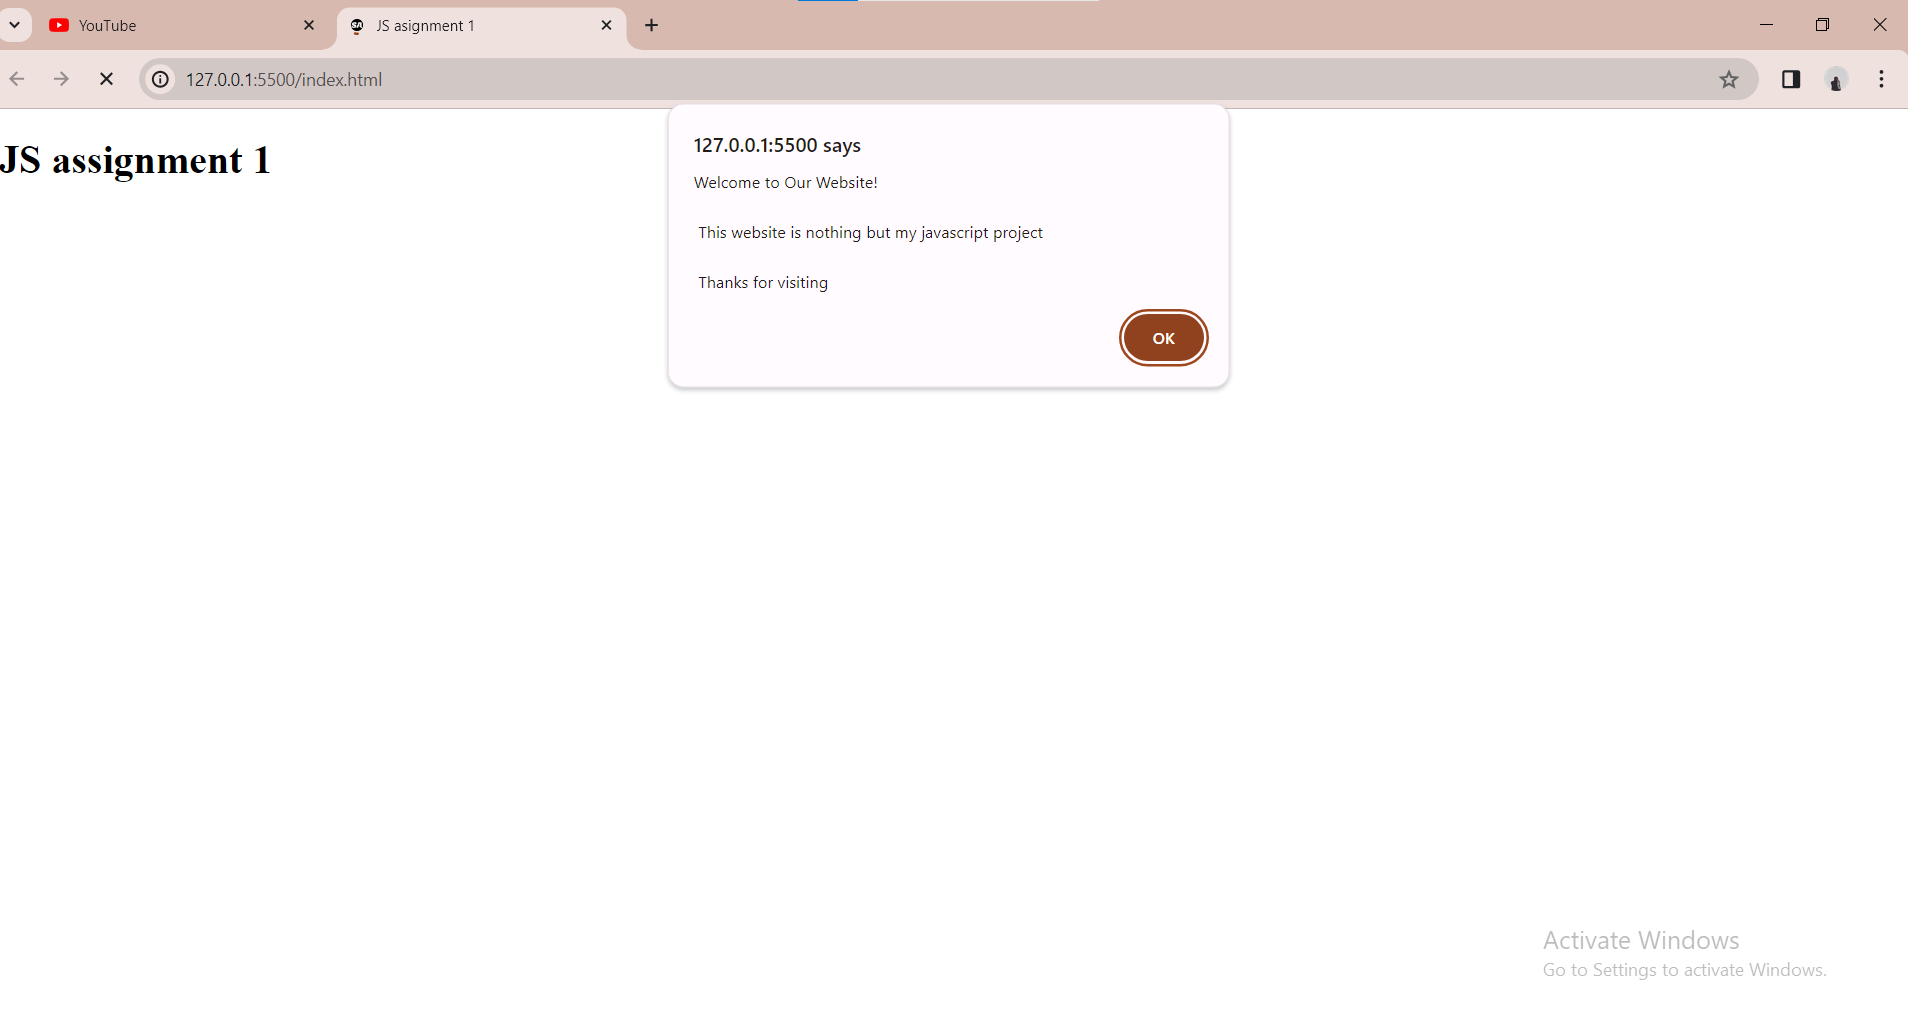 YouTube
JS asignment 1
127.0.0.1:5500/index.html
JS assignment 1
127.0.0.1:5500 says
Welcome to Our Website!
This website is nothing but my javascript project
Thanks for visiting
OK
Activate Windows
Go to Settings to activate Windows.